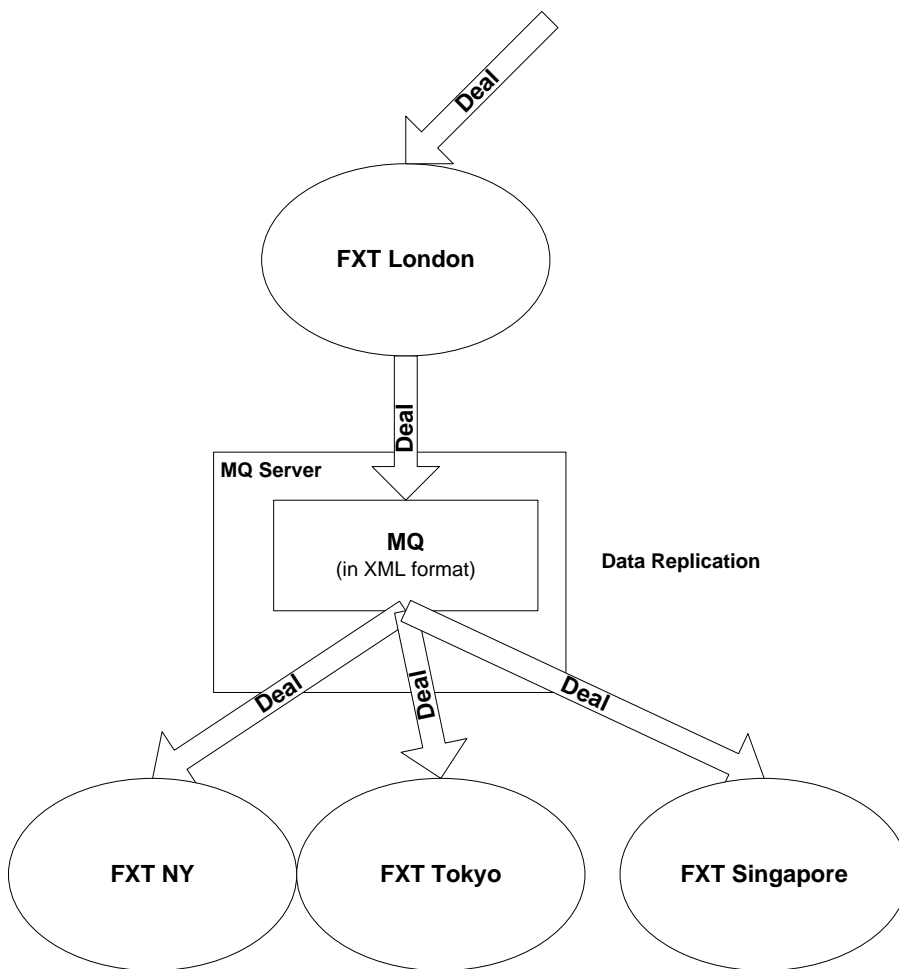 Deal
FXT London
Deal
MQ Server
MQ
(in XML format)
Data Replication
Deal
Deal
Deal
FXT NY
FXT Tokyo
FXT Singapore